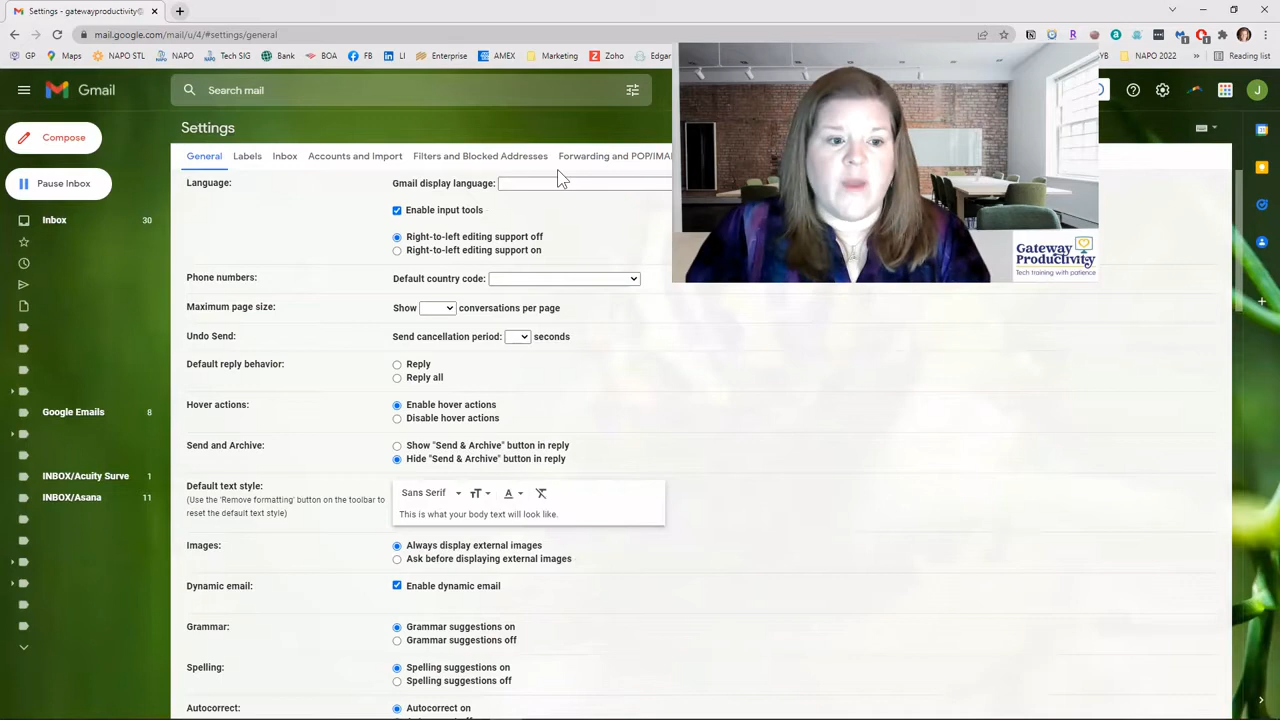 Settings - gatewayproductivity@
mail.google.com/mail/u/4/#settings/general
GP
Maps
NAPO STL
NAPO
Tech SIG
Bank
BOA
FB
LI
Enterprise
AMEX
Marketing
Zoho
Edgar
YB
NAPO 2022
Reading list
Gmail
Search mail
J
Compose
Settings
General Labels Inbox Accounts and Import Filters and Blocked Addresses Forwarding and POP/IMA
Pause Inbox
Inbox 30
Google Emails 8
INBOX/Acuity Surve 1
INBOX/Asana 11
Language:
Gmail display language:
Enable input tools
Right-to-left editing support off
Right-to-left editing support on
Phone numbers:
Default country code:
Maximum page size:
Show conversations per page
Undo Send:
Send cancellation period: seconds
Default reply behavior:
Reply
Reply all
Hover actions:
Enable hover actions
Disable hover actions
Send and Archive:
Show "Send & Archive" button in reply
Hide "Send & Archive" button in reply
Default text style:
(Use the 'Remove formatting' button on the toolbar to
reset the default text style)
Sans Serif
This is what your body text will look like.
Images:
Always display external images
Ask before displaying external images
Dynamic email:
Enable dynamic email
Grammar:
Grammar suggestions on
Grammar suggestions off
Spelling:
Spelling suggestions on
Spelling suggestions off
Autocorrect:
Autocorrect on
Gateway
Productivity
Tech training with patience